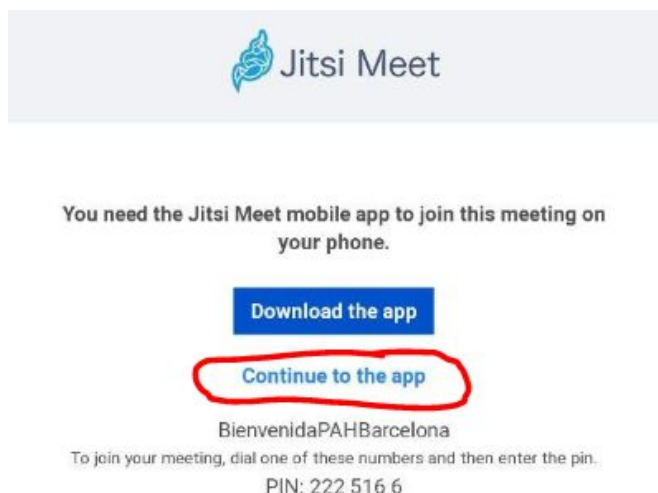 Jitsi Meet
You need the Jitsi Meet mobile app to join this meeting on
your phone.
Download the app
Continue to the app
BienvenidaPAHBarcelona
To join your meeting, dial one of these numbers and then enter the pin.
PIN: 222 516 6